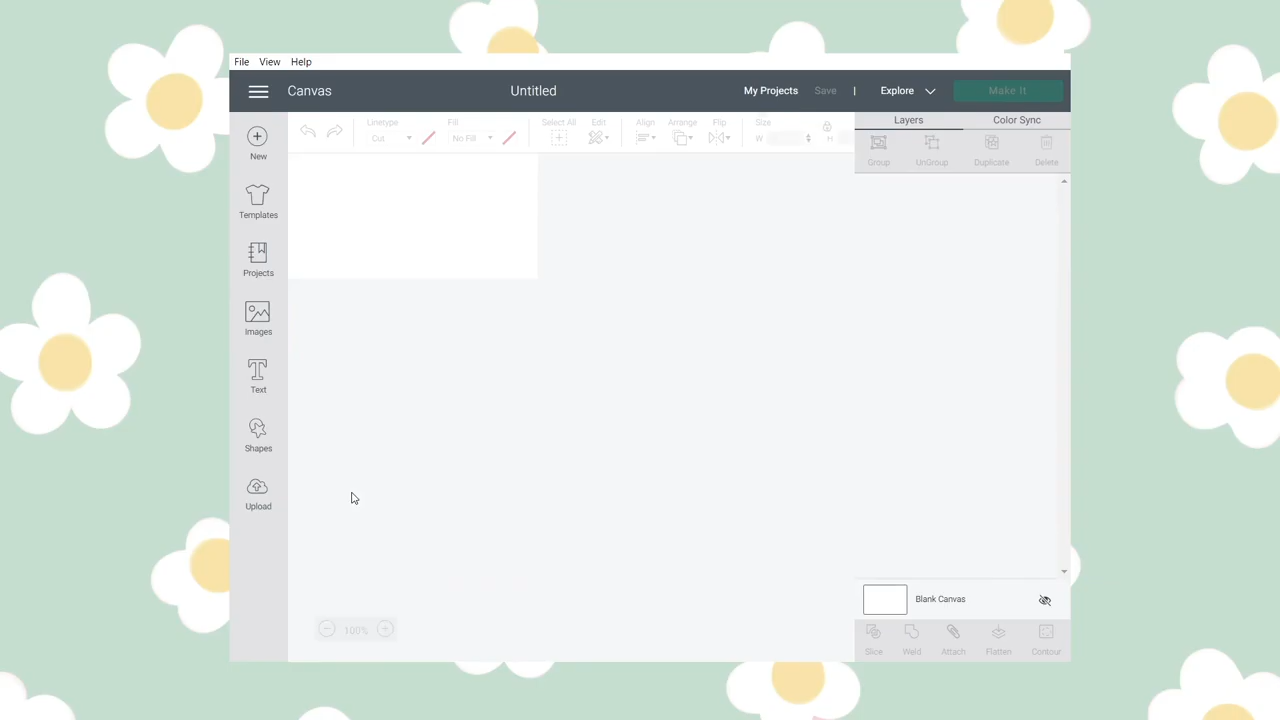 File View Help
Canvas Untitled My Projects Save | Explore Make It
New
Templates
Projects
Images
Text
Shapes
Upload
Linetype Fill Select All Edit Align Arrange Flip Size
Cut No Fill W H
Layers Color Sync
Group UnGroup Duplicate Delete
100%
Blank Canvas
Slice Weld Attach Flatten Contour